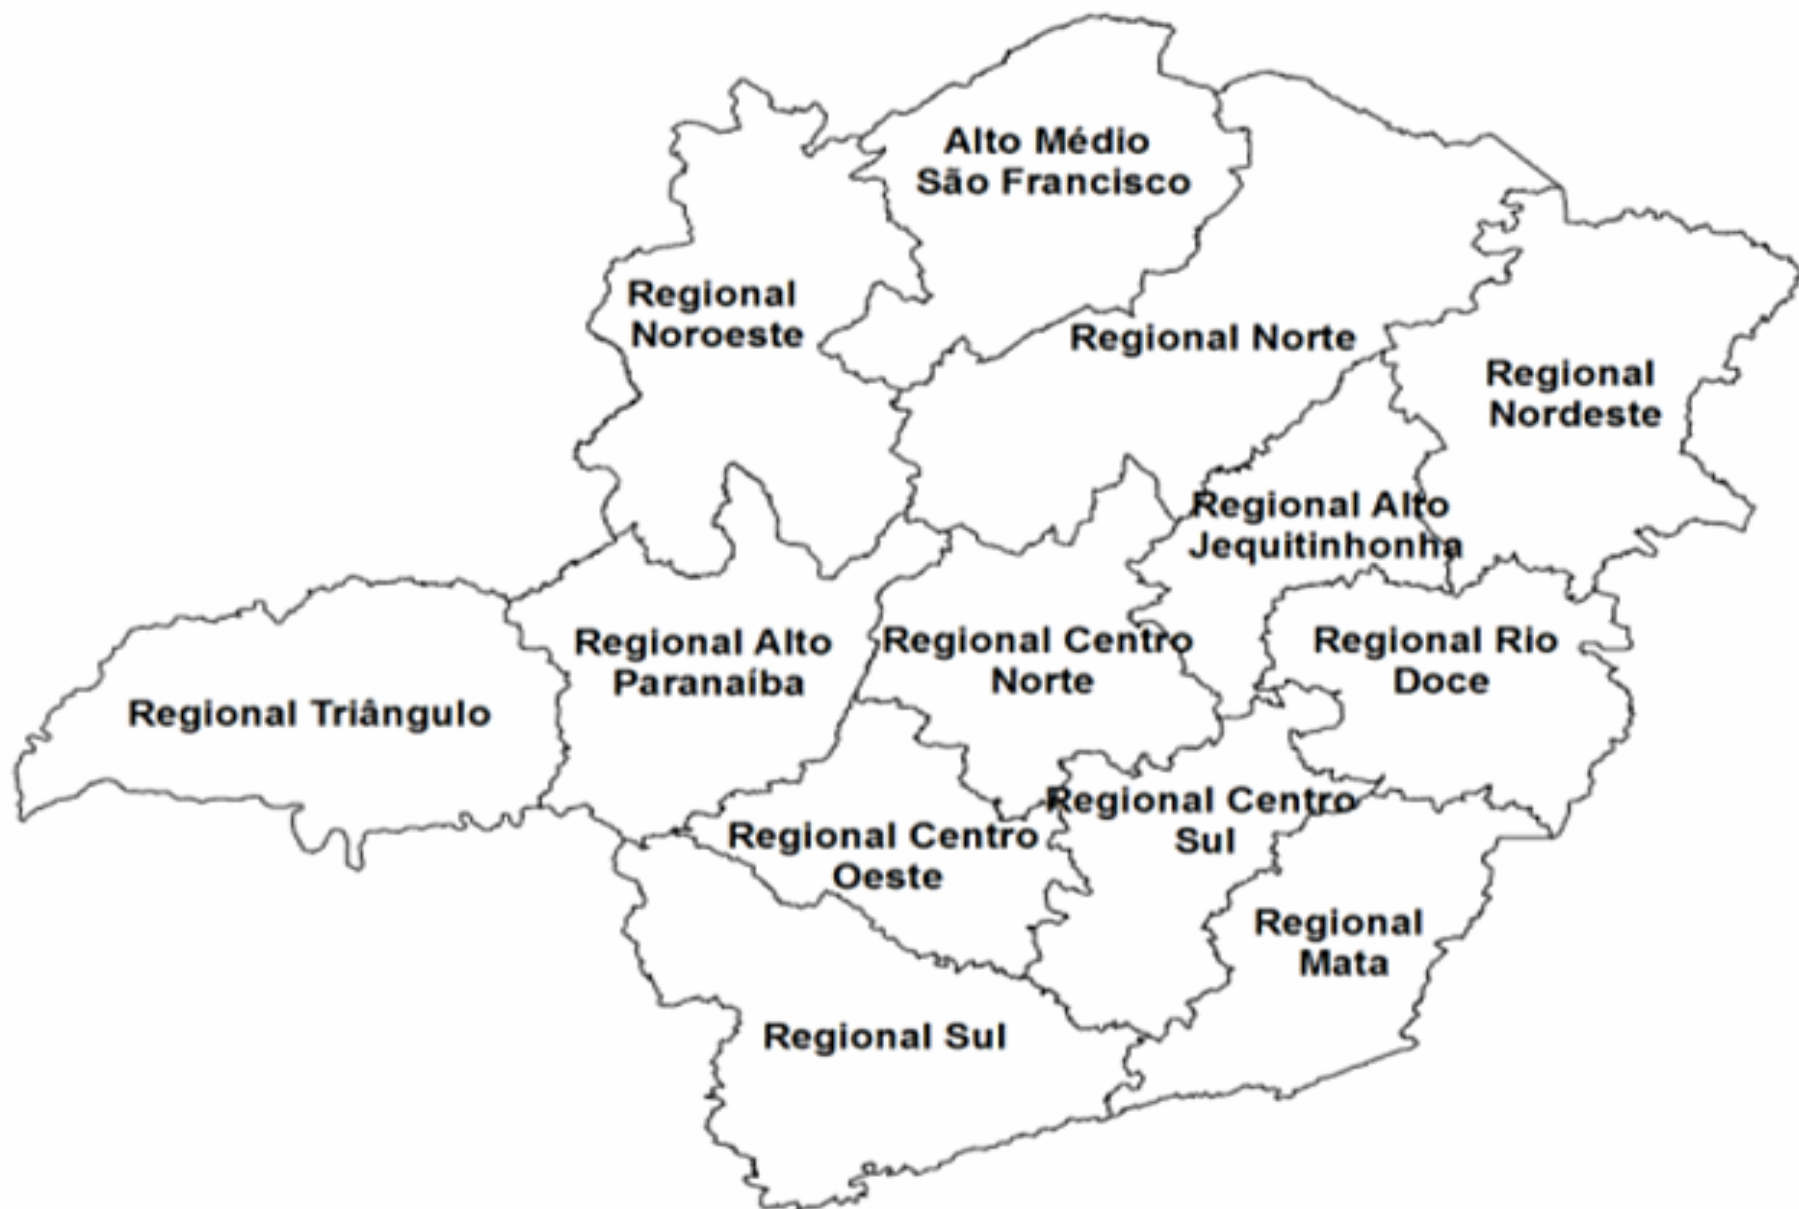 Alto Médio
São Francisco
Regional
Noroeste
Regional Norte
Regional
Nordeste
Regional Alto
Jequitinhonha
Regional Alto
Paranaíba
Regional Centro
Norte
Regional Rio
Doce
Regional Triângulo
Regional Centro
Sul
Regional Centro
Oeste
Regional
Mata
Regional Sul